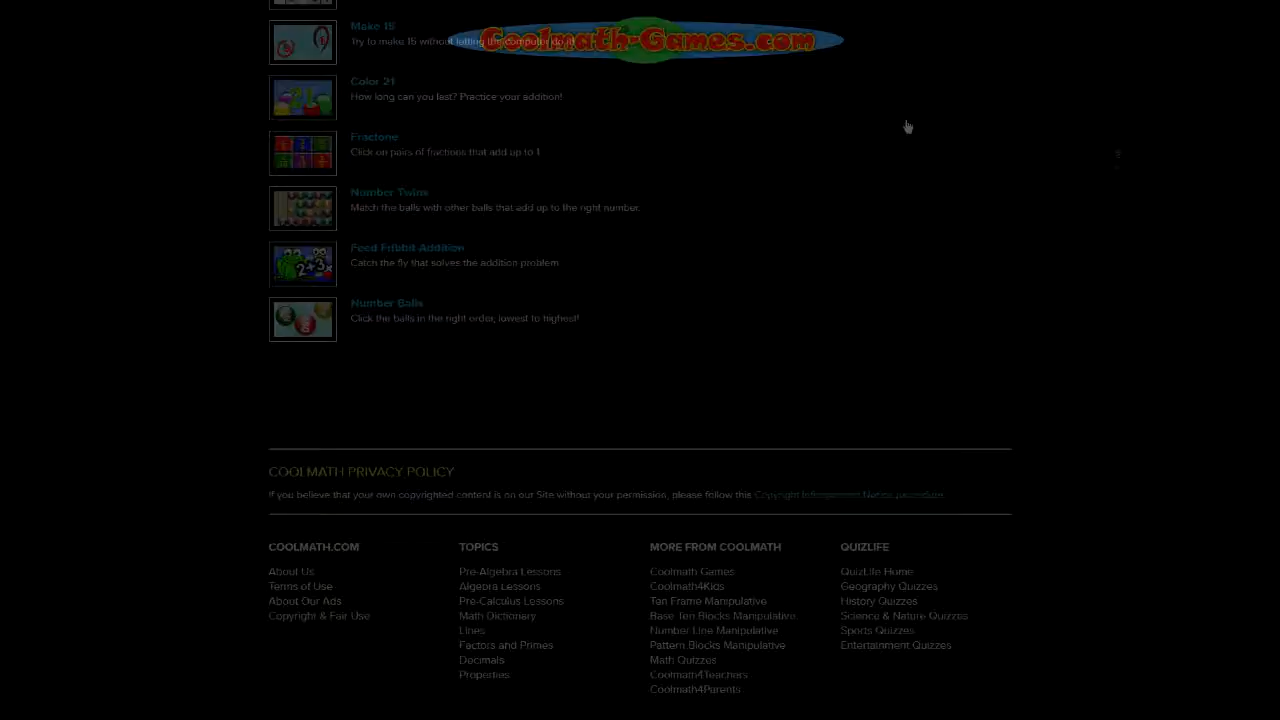 Coolmath-Games.com
Make 15
Try to make 15 without letting the computer do it!
Color 21
How long can you last? Practice your addition!
Fractone
Click on pairs of fractions that add up to 1
Number Twins
Match the balls with other balls that add up to the right number.
Feed Fribbit Addition
Catch the fly that solves the addition problem
Number Balls
Click the balls in the right order, lowest to highest!
COOLMATH PRIVACY POLICY
If you believe that your own copyrighted content is on our Site without your permission, please follow this Copyright Infringement Notice procedure.
COOLMATH.COM
About Us
Terms of Use
About Our Ads
Copyright & Fair Use
TOPICS
Pre-Algebra Lessons
Algebra Lessons
Pre-Calculus Lessons
Math Dictionary
Lines
Factors and Primes
Decimals
Properties
MORE FROM COOLMATH
Coolmath Games
Coolmath4Kids
Ten Frame Manipulative
Base Ten Blocks Manipulative
Number Line Manipulative
Pattern Blocks Manipulative
Math Quizzes
Coolmath4Teachers
Coolmath4Parents
QUIZLIFE
QuizLife Home
Geography Quizzes
History Quizzes
Science & Nature Quizzes
Sports Quizzes
Entertainment Quizzes